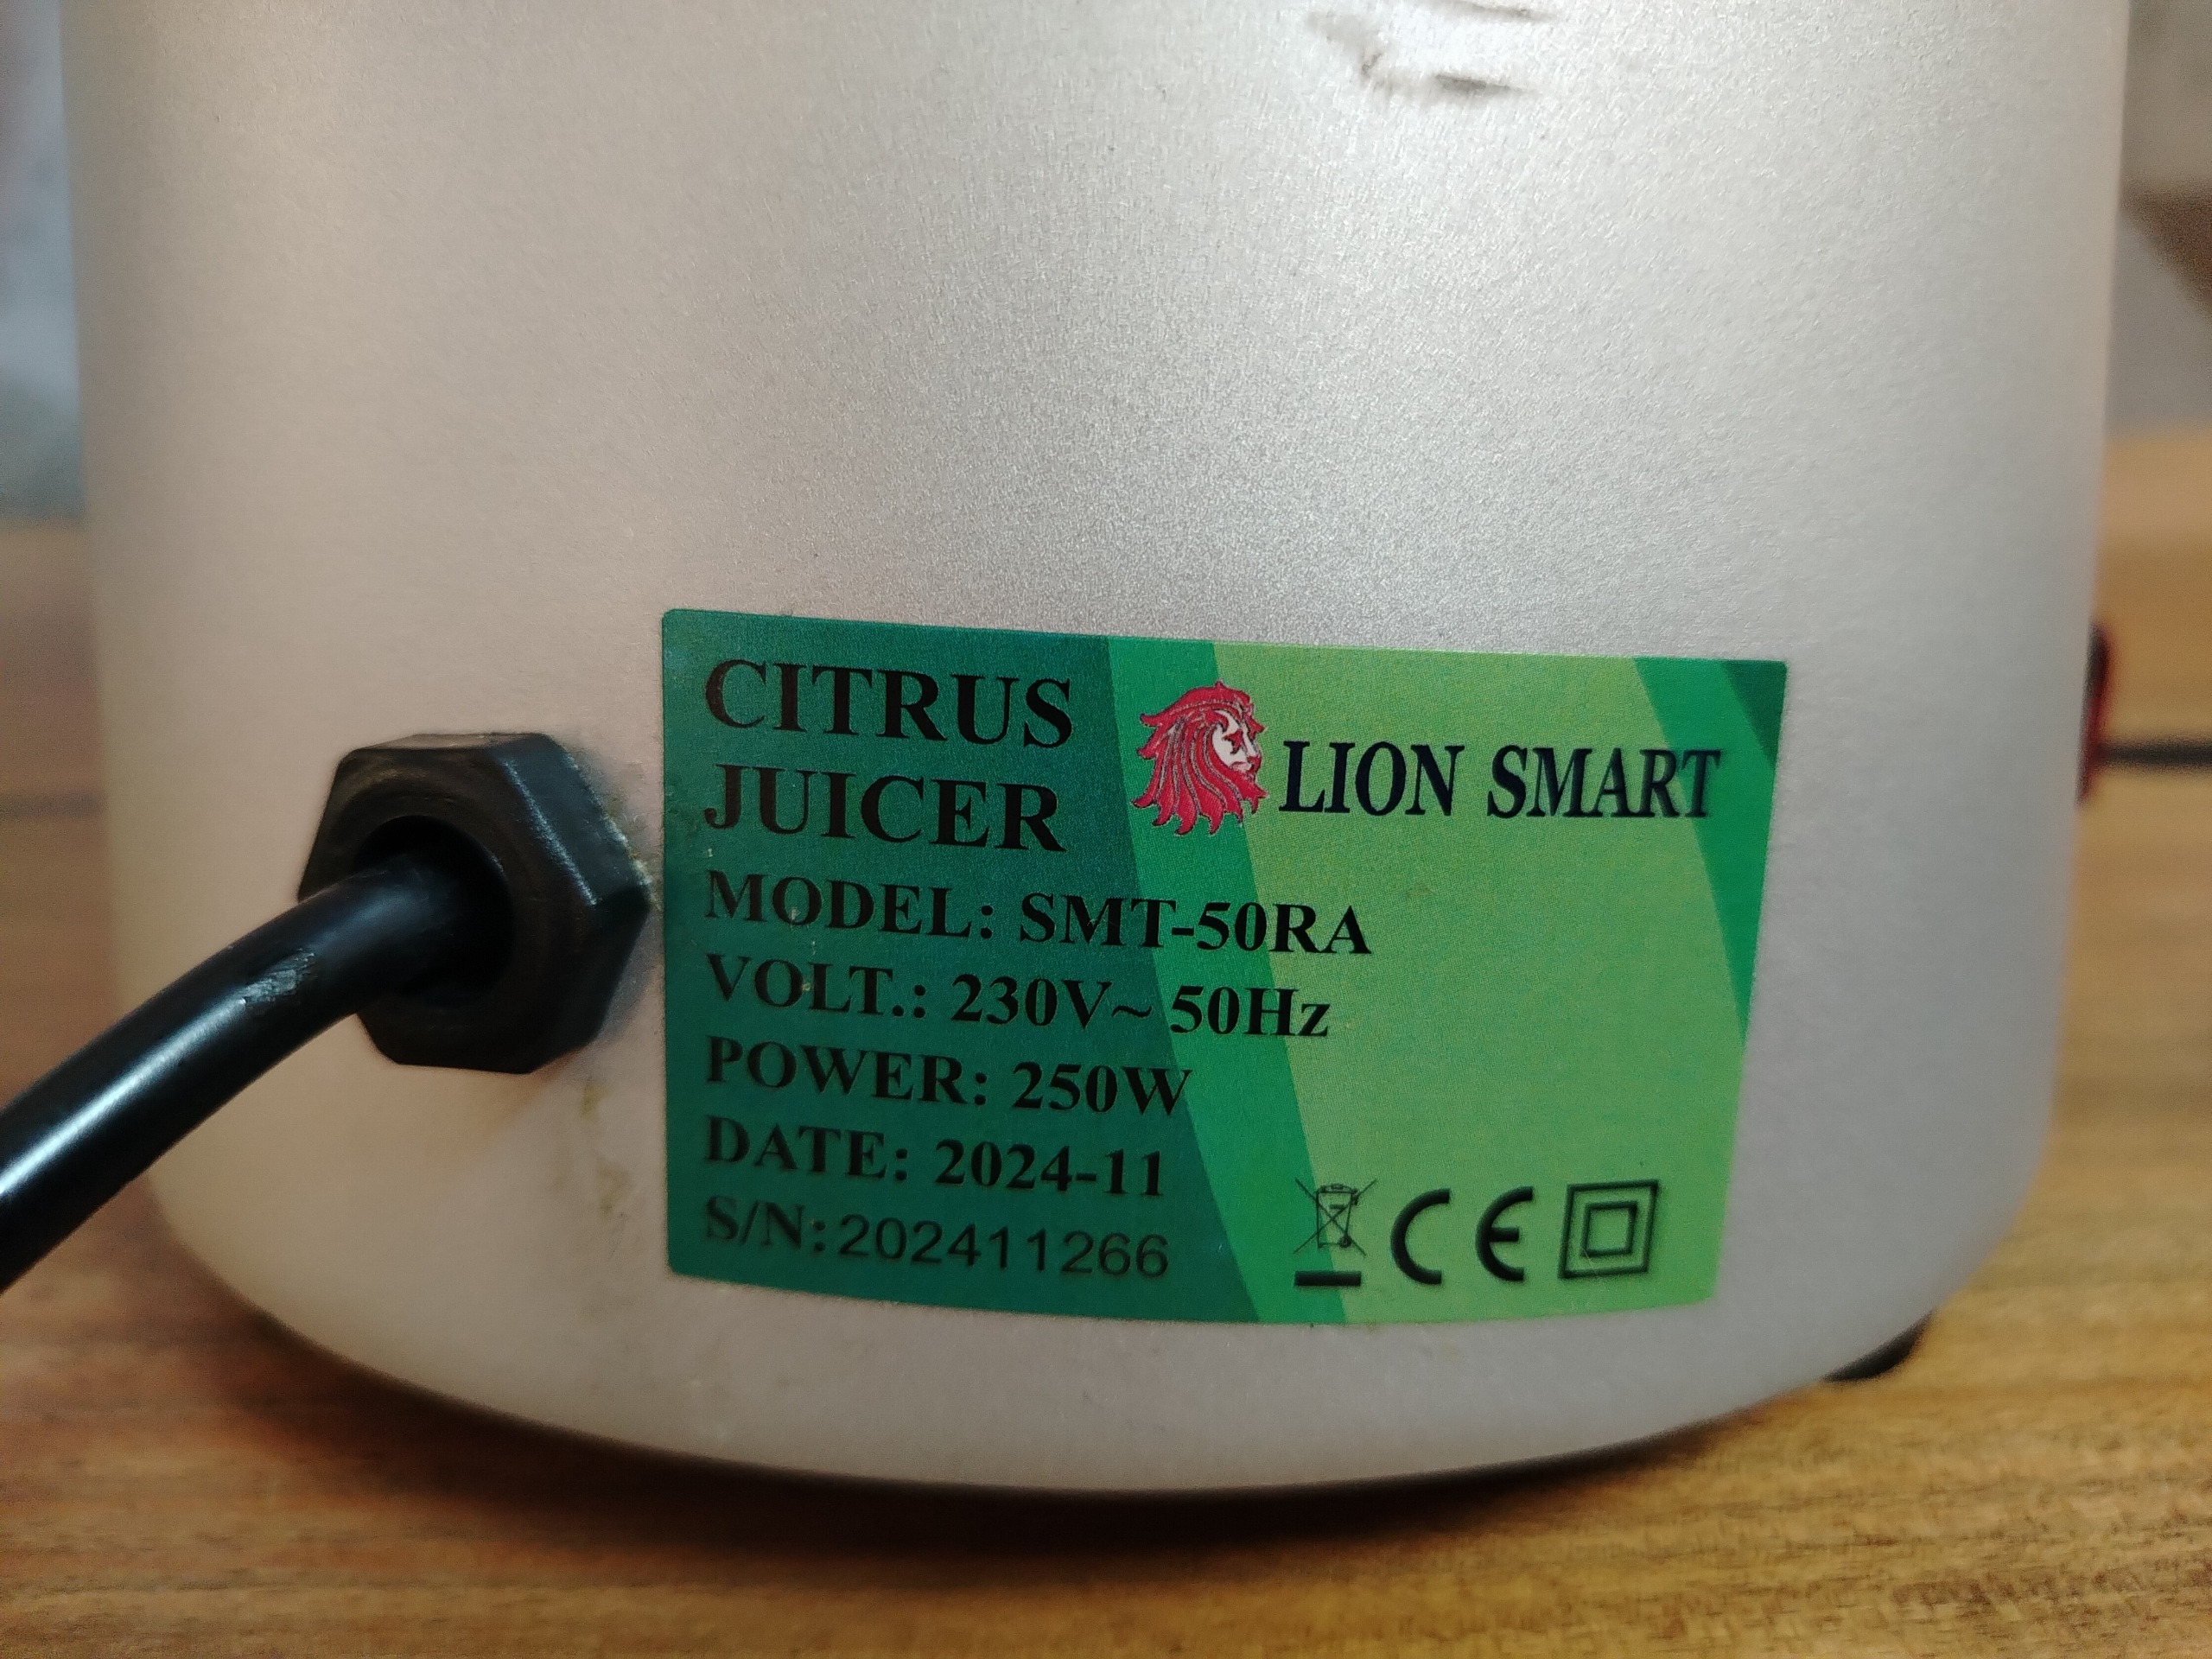 CITRUS
JUICER
LION SMART
MODEL: SMT-50RA
VOLT.: 230V~ 50Hz
POWER: 250W
DATE: 2024-11
S/N: 202411266
CE